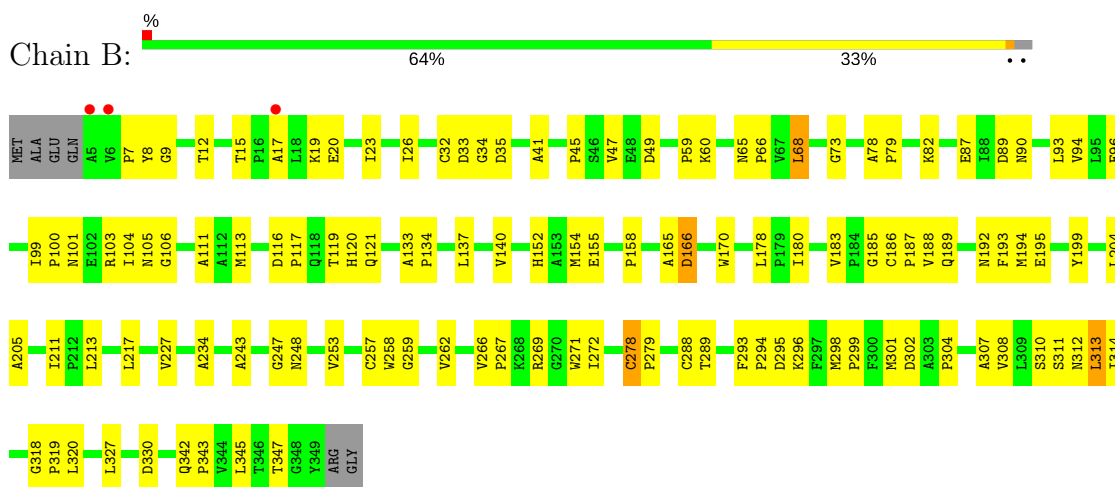 %
Chain B:
64% 33% • •
MET ALA GLU GLN A5 V6 P7 Y8 G9 T12 T15 P16 A17 L18 K19 E20 I23 I26 C32 D33 G34 D35 A41 P45 S46 V47 E48 D49 P59 K60 N65 P66 V67 L68 G73 A78 P79 K82 E87 I88 D89 N90 L93 V94 L95
I99 P100 N101 E102 R103 I104 N105 G106 A111 A112 M113 D116 P117 Q118 T119 H120 Q121 A133 P134 L137 V140 H152 A153 M154 E155 P158 A165 D166 W170 L178 P179 I180 V183 P184 G185 C186 P187 V188 Q189 N192 F193 M194 E195 Y199
A205 I211 P212 L213 L217 V227 A234 A243 G247 N248 V253 C257 W258 G259 V262 V266 P267 K268 R269 G270 W271 I272 C278 P279 C288 T289 F293 P294 D295 K296 F297 M298 P299 F300 M301 D302 A303 P304 A307 V308 L309 S310 S311 N312 L313
G318 P319 L320 L327 D330 Q342 P343 V344 L345 T346 T347 G348 Y349 ARG GLY